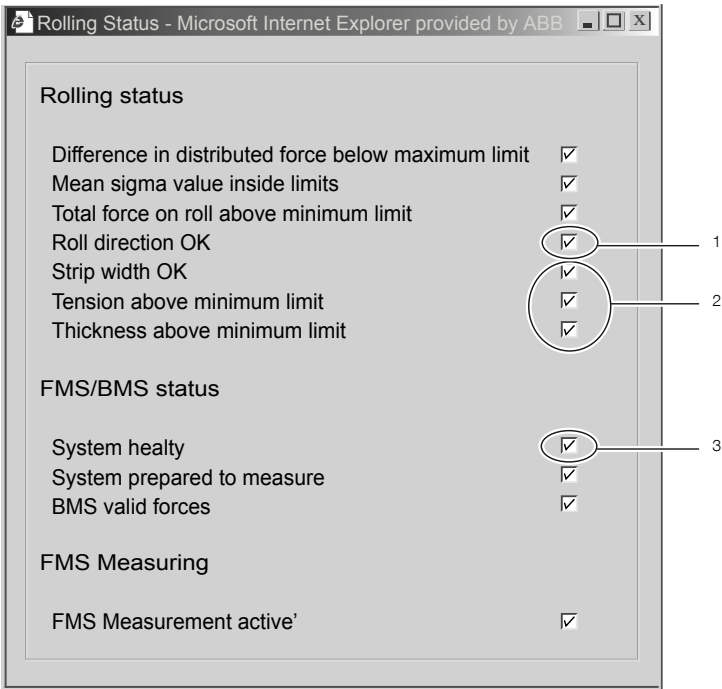 Rolling Status - Microsoft Internet Explorer provided by ABB
Rolling status
Difference in distributed force below maximum limit
Mean sigma value inside limits
Total force on roll above minimum limit
Roll direction OK
1
Strip width OK
Tension above minimum limit
2
Thickness above minimum limit
FMS/BMS status
System healty
3
System prepared to measure
BMS valid forces
FMS Measuring
FMS Measurement active’